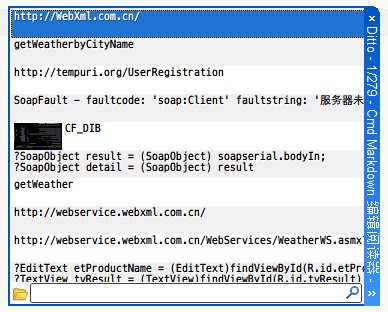 http://WebXml.com.cn/
getWeatherbyCityName
http://tempuri.org/UserRegistration
SoapFault - faultcode: 'soap:Client' faultstring: '服务器未
CF_DIB
?SoapObject result = (SoapObject) soapserial.bodyIn;
?SoapObject detail = (SoapObject) result
getWeather
http://webservice.webxml.com.cn/
http://webservice.webxml.com.cn/WebServices/WeatherWS.asmx
?EditText etProductName = (EditText)findViewById(R.id.etPro
?TextView tvResult = (TextView)findViewById(R.id.tvResult)
× Ditto - 1/279 - Cmd Markdown 编辑阅读器 - »